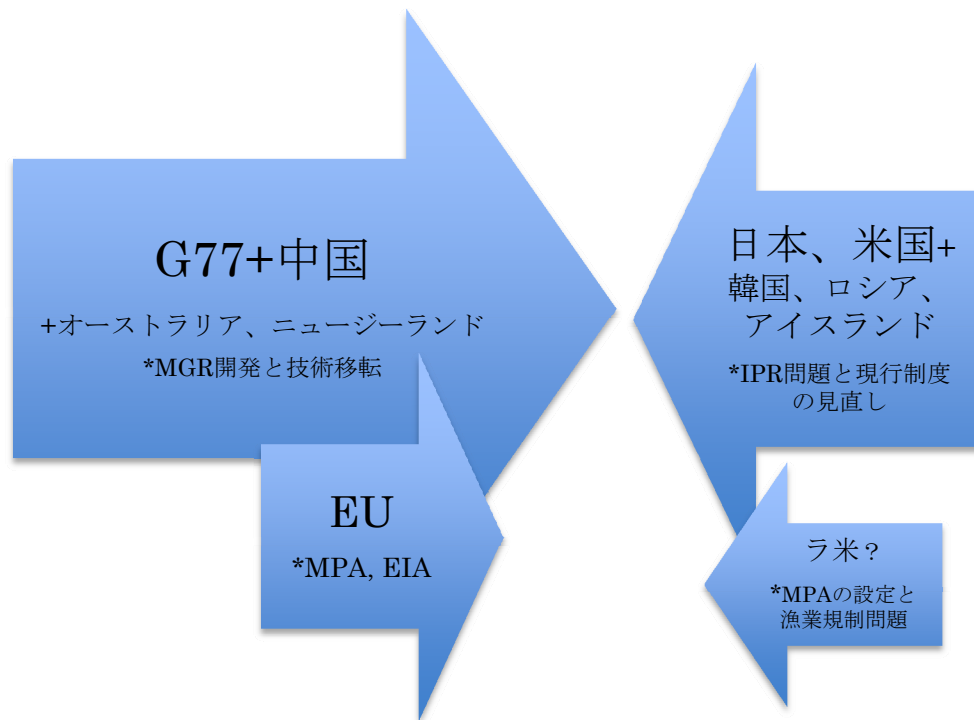 G77+中国
+オーストラリア、ニュージーランド
*MGR開発と技術移転
EU
*MPA, EIA
日本、米国+
韓国、ロシア、
アイスランド
*IPR問題と現行制度
の見直し
ラ米？
*MPAの設定と
漁業規制問題